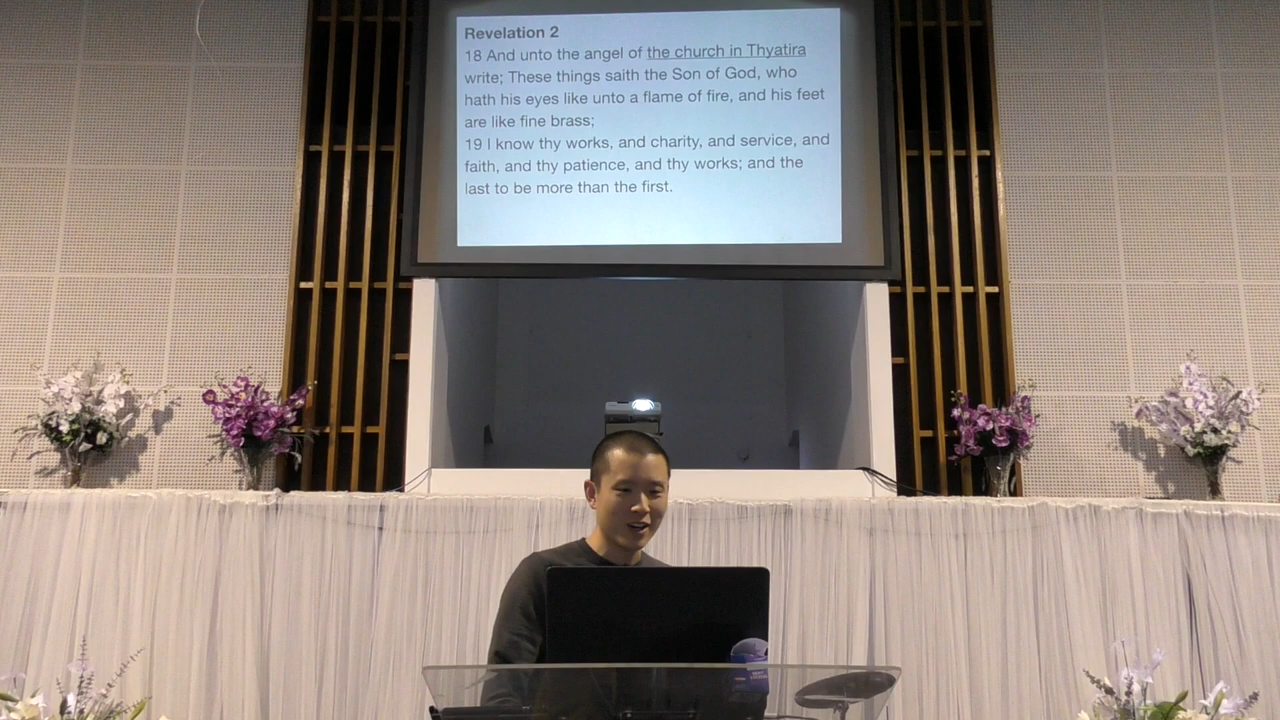 Revelation 2
18 And unto the angel of the church in Thyatira
write; These things saith the Son of God, who
hath his eyes like unto a flame of fire, and his feet
are like fine brass;
19 I know thy works, and charity, and service, and
faith, and thy patience, and thy works; and the
last to be more than the first.